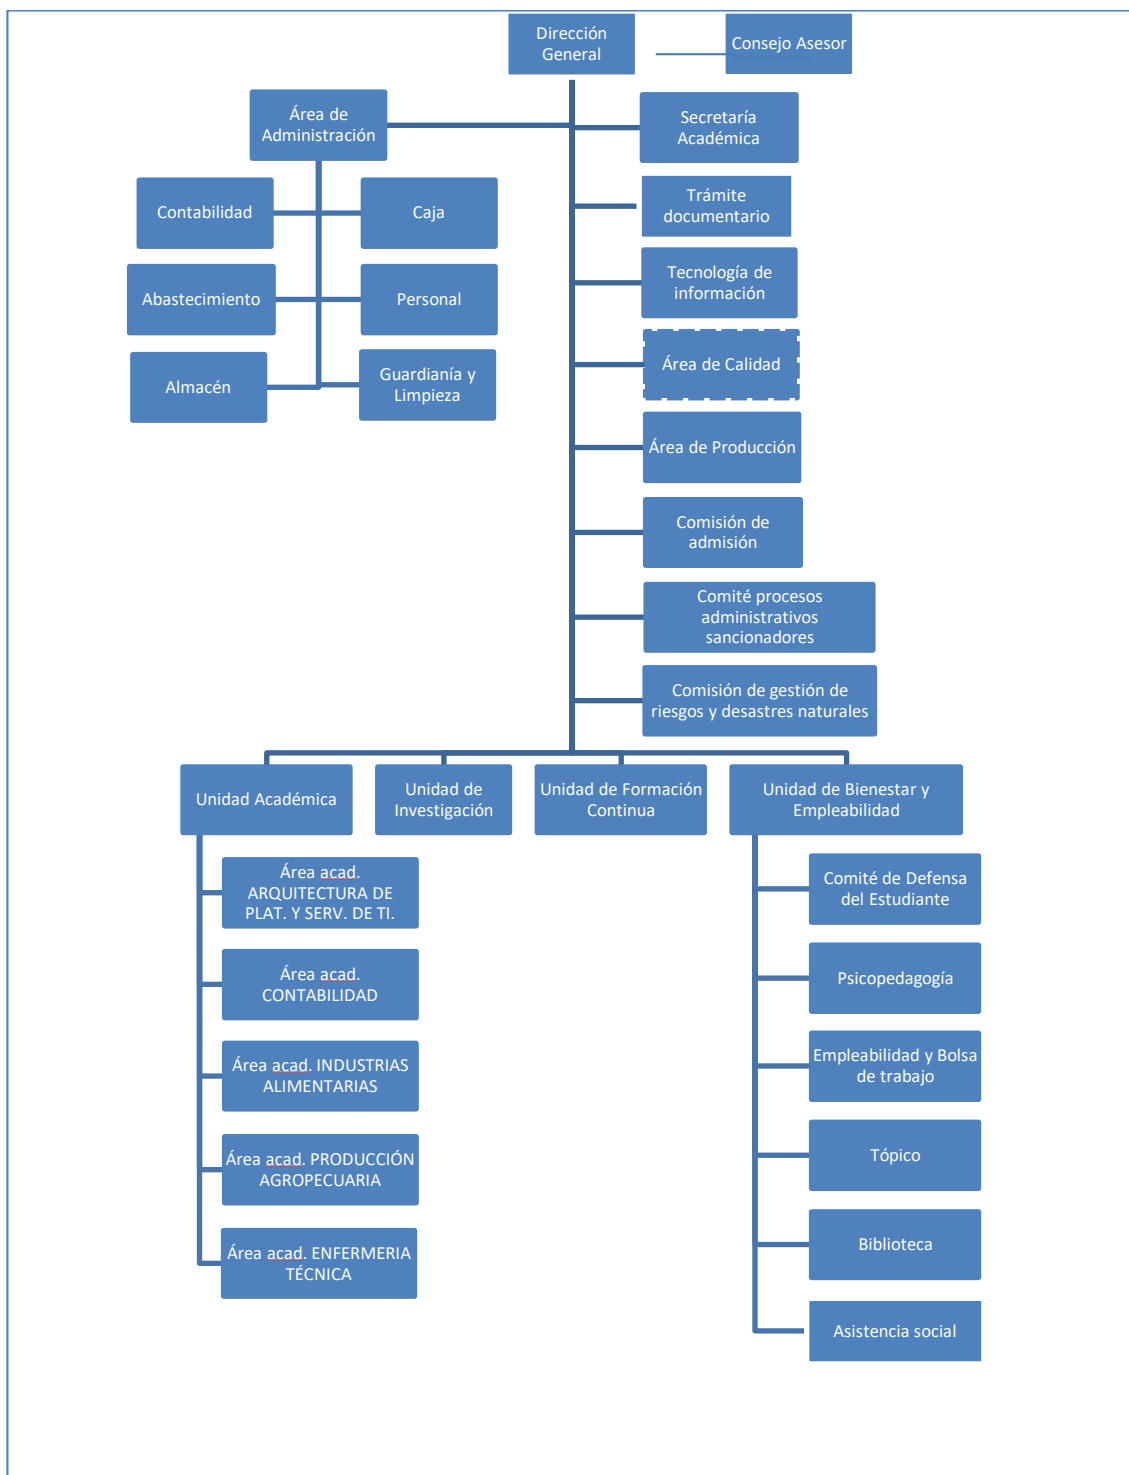 Dirección
General
Consejo Asesor
Área de
Administración
Secretaría
Académica
Contabilidad
Caja
Trámite
documentario
Abastecimiento
Personal
Tecnología de
información
Almacén
Guardianía y
Limpieza
Área de Calidad
Área de Producción
Comisión de
admisión
Comité procesos
administrativos
sancionadores
Comisión de gestión de
riesgos y desastres naturales
Unidad Académica
Unidad de
Investigación
Unidad de Formación
Continua
Unidad de Bienestar y
Empleabilidad
Área acad.
ARQUITECTURA DE
PLAT. Y SERV. DE TI.
Área acad.
CONTABILIDAD
Área acad. INDUSTRIAS
ALIMENTARIAS
Área acad. PRODUCCIÓN
AGROPECUARIA
Área acad. ENFERMERIA
TÉCNICA
Comité de Defensa
del Estudiante
Psicopedagogía
Empleabilidad y Bolsa
de trabajo
Tópico
Biblioteca
Asistencia social